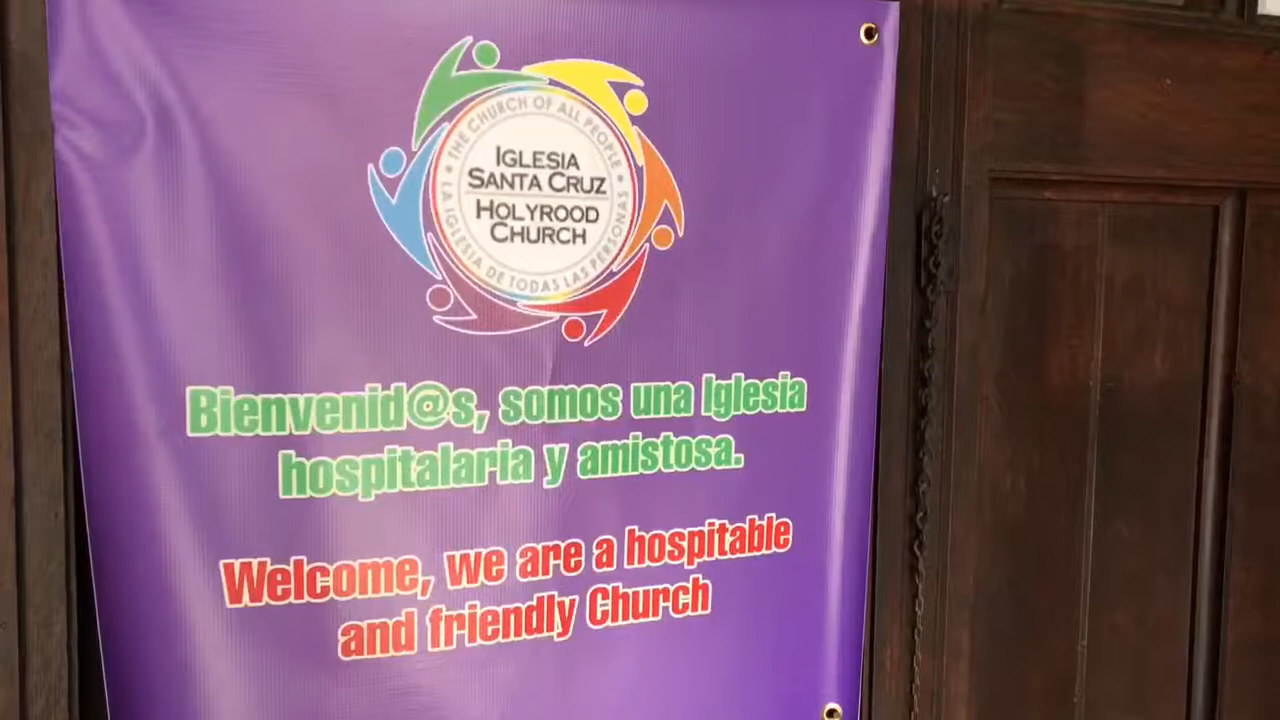 • THE CHURCH OF ALL PEOPLE •
IGLESIA
SANTA CRUZ
HOLYROOD
CHURCH
LA IGLESIA DE TODAS LAS PERSONAS
Bienvenid@s, somos una Iglesia
hospitalaria y amistosa.
Welcome, we are a hospitable
and friendly Church